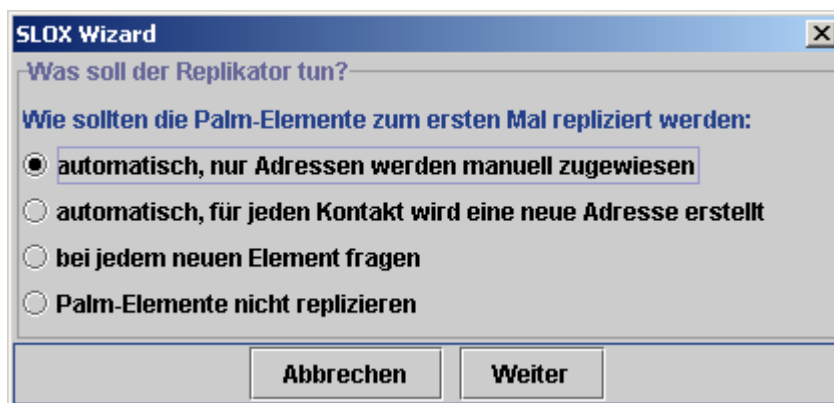 SLOX Wizard
Was soll der Replikator tun?
Wie sollten die Palm-Elemente zum ersten Mal repliziert werden:
automatisch, nur Adressen werden manuell zugewiesen
automatisch, für jeden Kontakt wird eine neue Adresse erstellt
bei jedem neuen Element fragen
Palm-Elemente nicht replizieren
Abbrechen Weiter